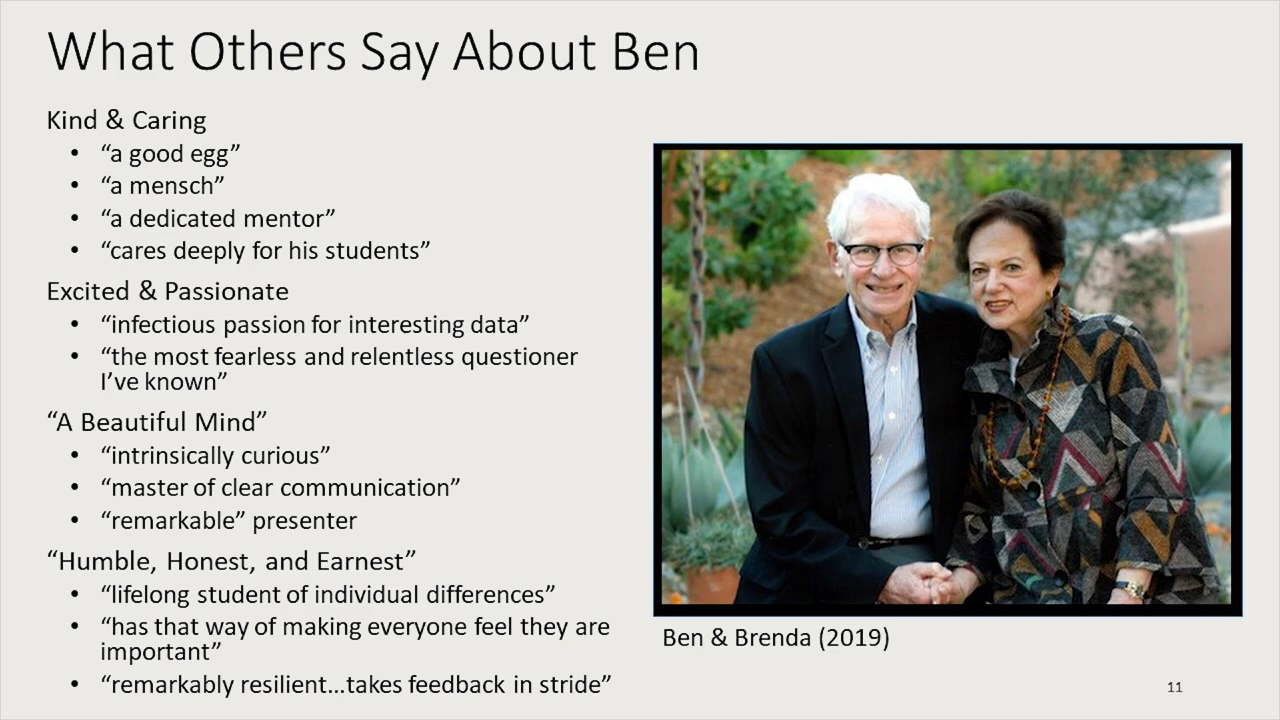 What Others Say About Ben
Kind & Caring
• “a good egg”
• “a mensch”
• “a dedicated mentor”
• “cares deeply for his students”
Excited & Passionate
• “infectious passion for interesting data”
• “the most fearless and relentless questioner
I’ve known”
“A Beautiful Mind”
• “intrinsically curious”
• “master of clear communication”
• “remarkable” presenter
“Humble, Honest, and Earnest”
• “lifelong student of individual differences”
• “has that way of making everyone feel they are
important”
• “remarkably resilient…takes feedback in stride”
Ben & Brenda (2019)
11